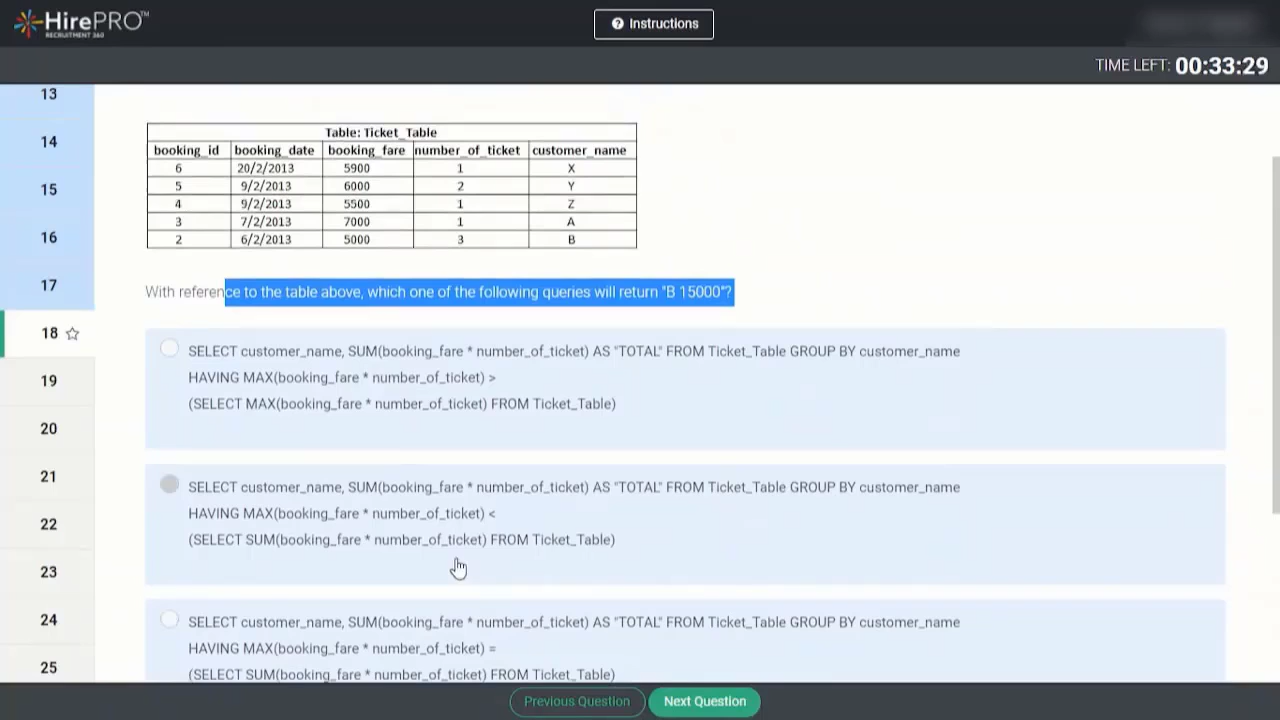 HirePRO™
RECRUITMENT 360
Instructions
TIME LEFT: 00:33:29
13
14
15
16
17
18
19
20
21
22
23
24
25
Table: Ticket_Table
booking_id booking_date booking_fare number_of_ticket customer_name
6 20/2/2013 5900 1 X
5 9/2/2013 6000 2 Y
4 9/2/2013 5500 1 Z
3 7/2/2013 7000 1 A
2 6/2/2013 5000 3 B
With reference to the table above, which one of the following queries will return "B 15000"?
SELECT customer_name, SUM(booking_fare * number_of_ticket) AS "TOTAL" FROM Ticket_Table GROUP BY customer_name
HAVING MAX(booking_fare * number_of_ticket) >
(SELECT MAX(booking_fare * number_of_ticket) FROM Ticket_Table)
SELECT customer_name, SUM(booking_fare * number_of_ticket) AS "TOTAL" FROM Ticket_Table GROUP BY customer_name
HAVING MAX(booking_fare * number_of_ticket) <
(SELECT SUM(booking_fare * number_of_ticket) FROM Ticket_Table)
SELECT customer_name, SUM(booking_fare * number_of_ticket) AS "TOTAL" FROM Ticket_Table GROUP BY customer_name
HAVING MAX(booking_fare * number_of_ticket) =
(SELECT SUM(booking_fare * number_of_ticket) FROM Ticket_Table)
Previous Question
Next Question